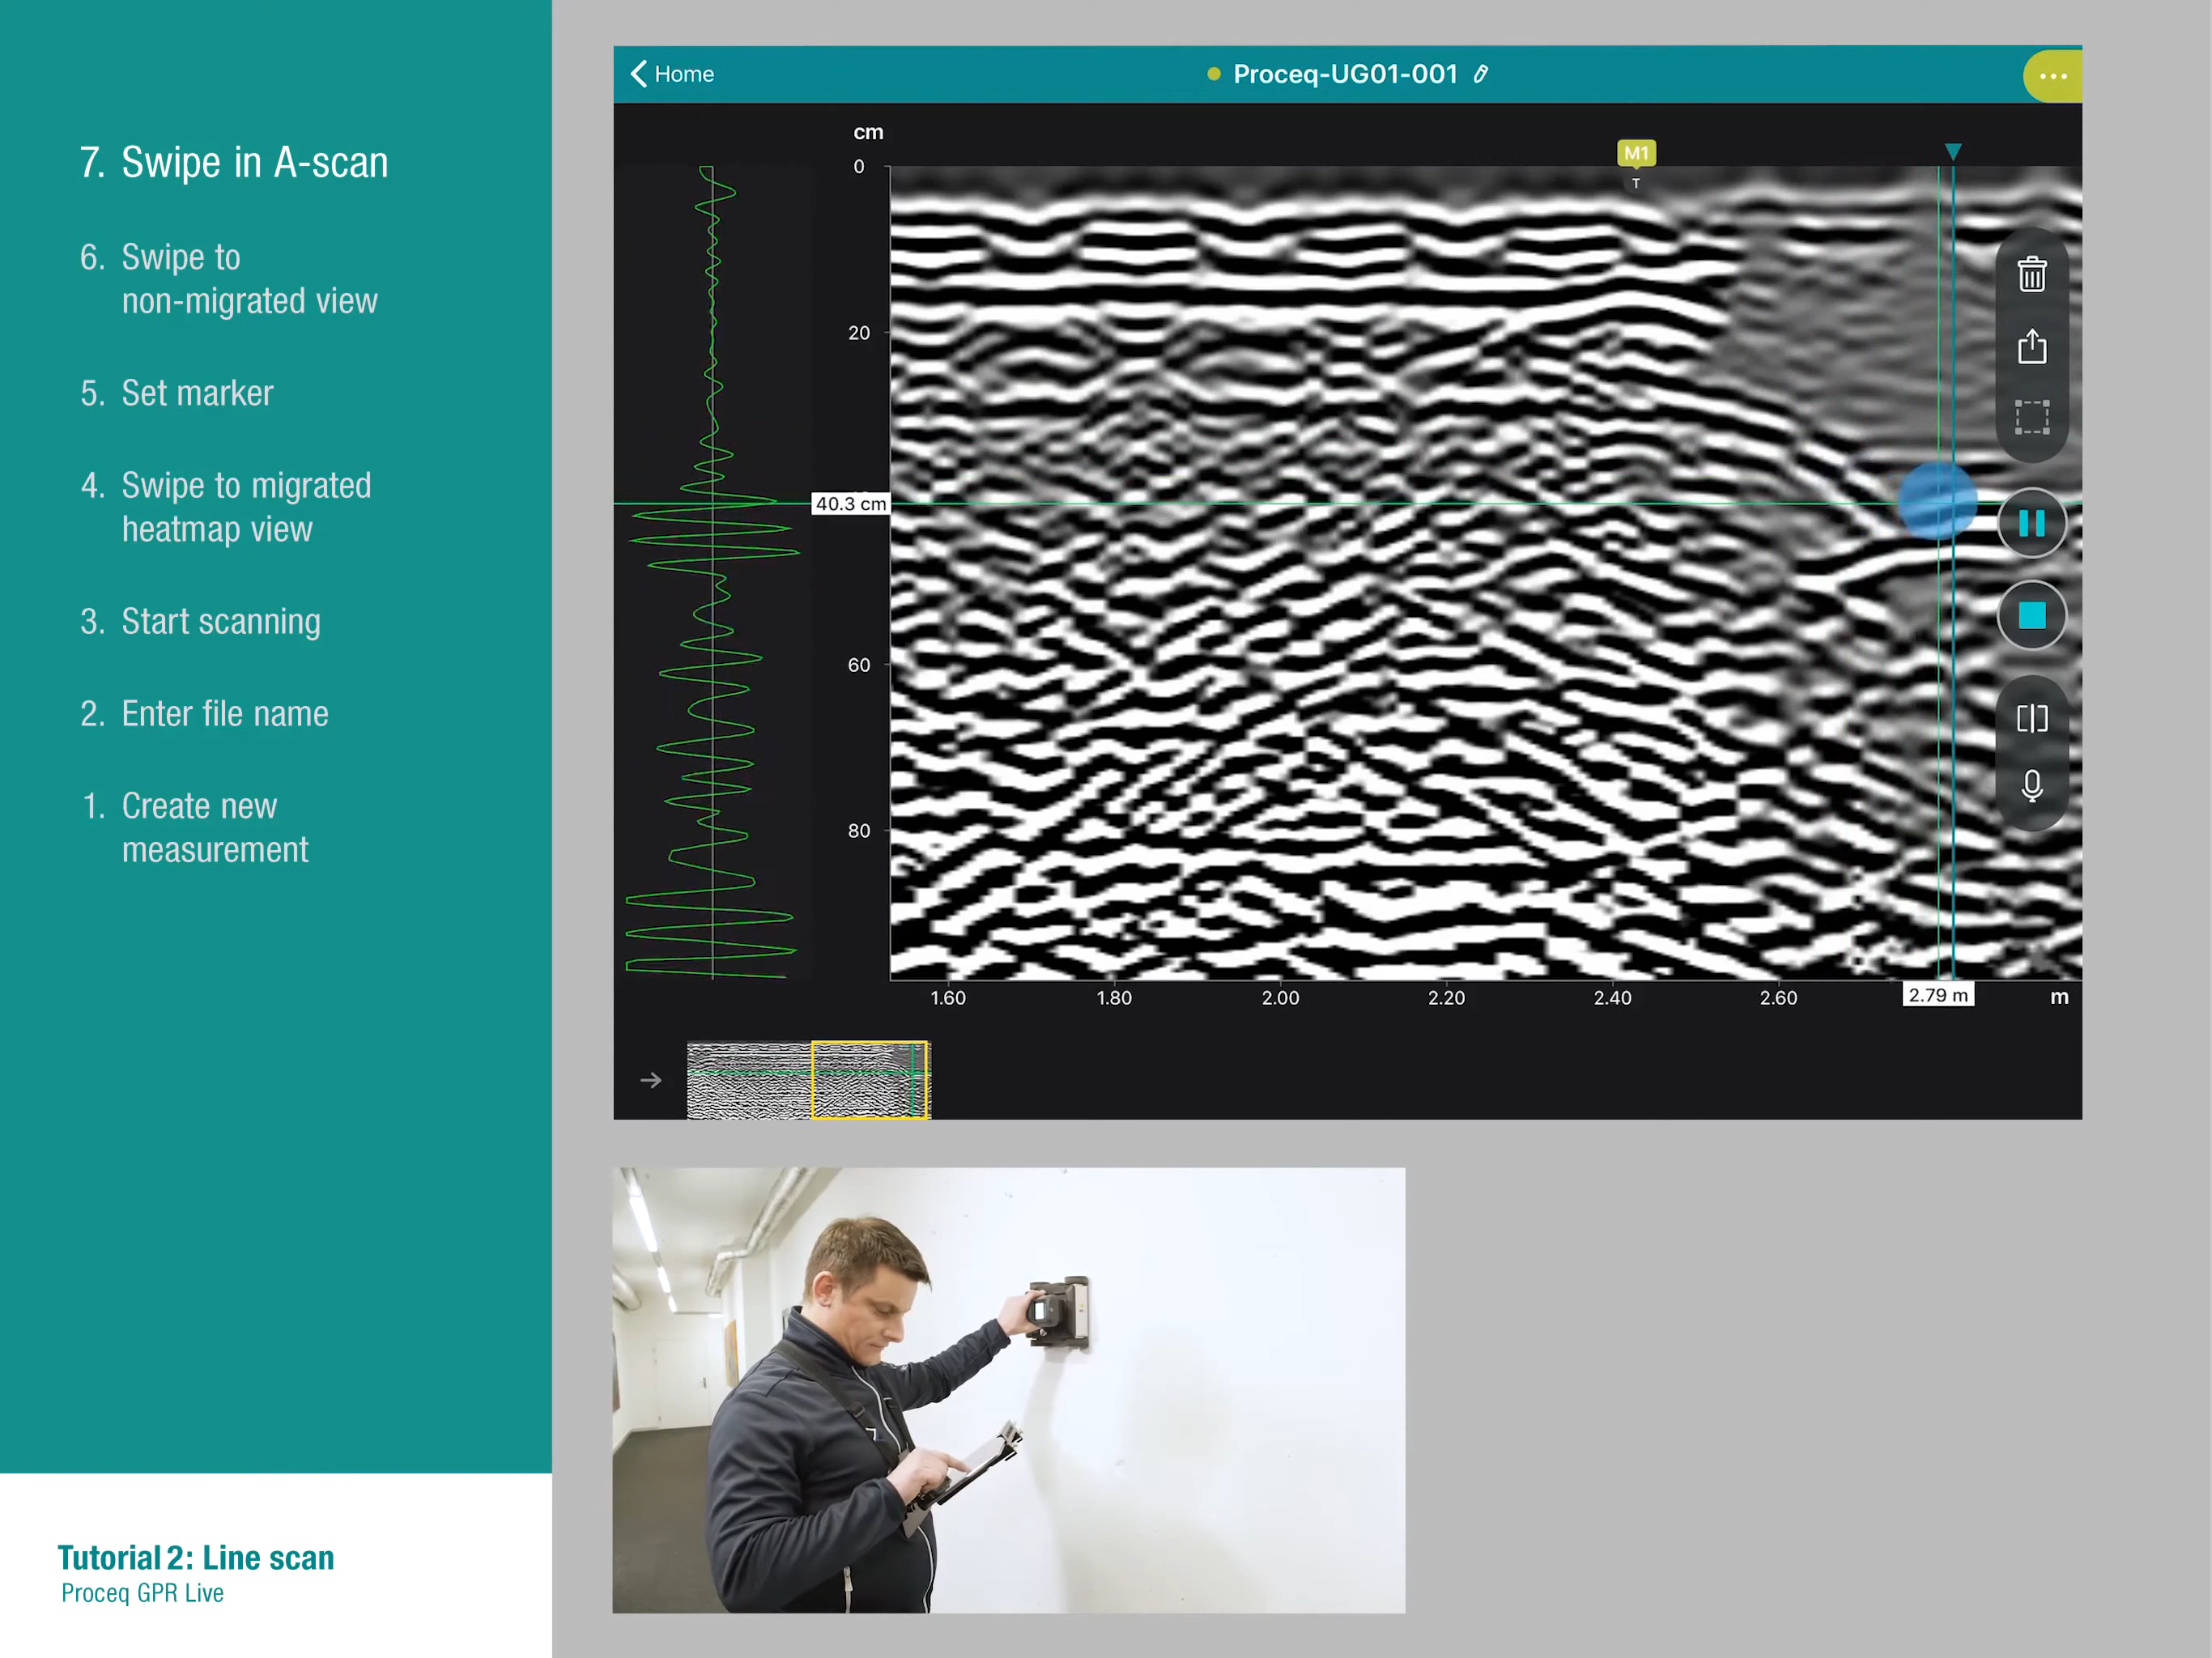 7. Swipe in A-scan
6. Swipe to
non-migrated view
5. Set marker
4. Swipe to migrated
heatmap view
3. Start scanning
2. Enter file name
1. Create new
measurement
Tutorial 2: Line scan
Proceq GPR Live
Home
Proceq-UG01-001
cm
M1
T
0
20
40.3 cm
60
80
1.60 1.80 2.00 2.20 2.40 2.60 2.79 m m